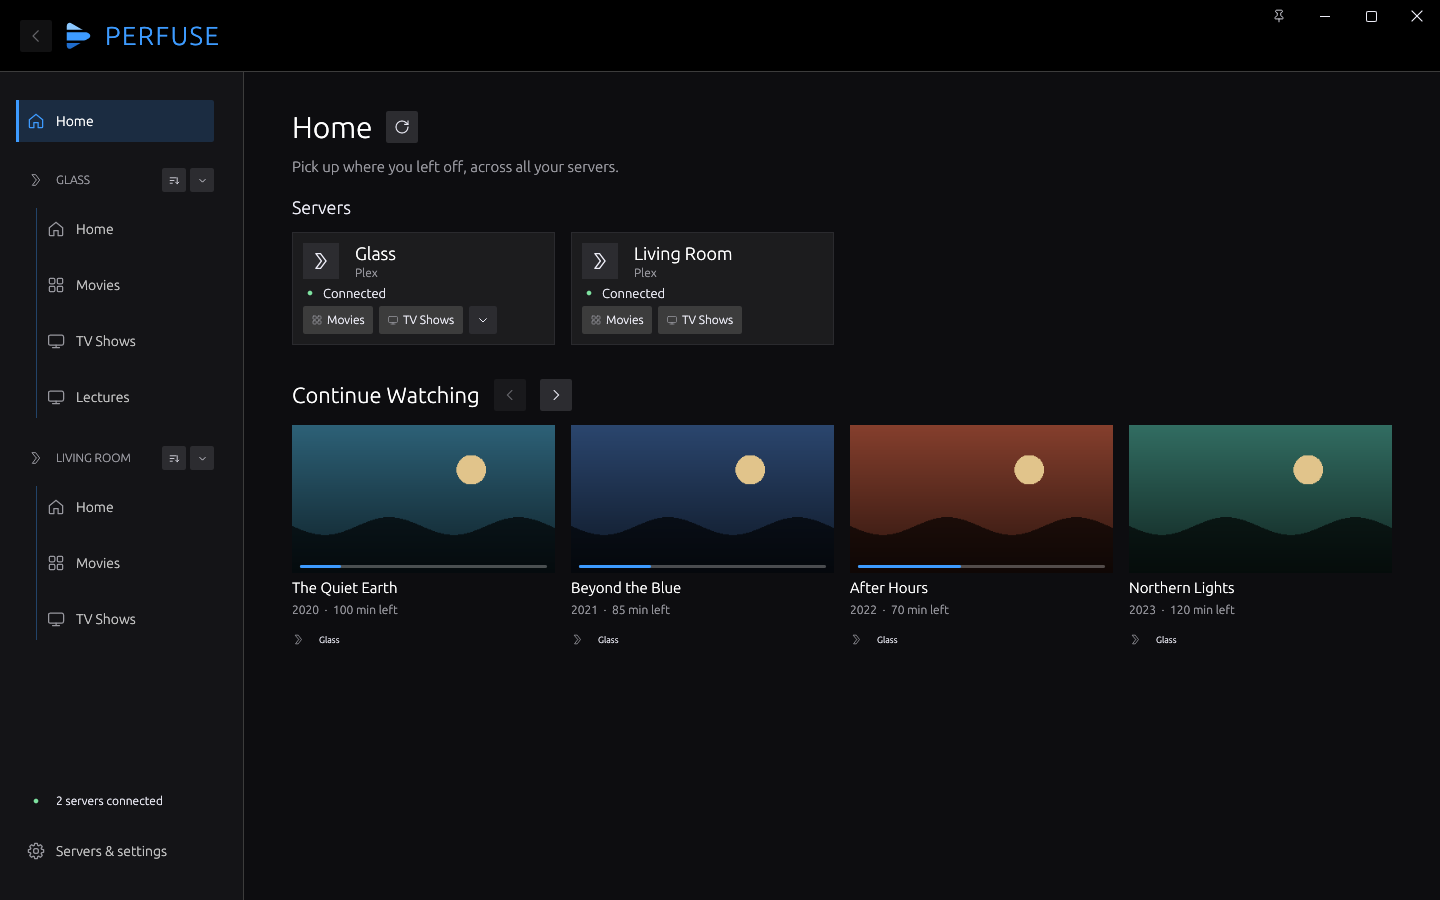 PERFUSE
Home
GLASS
Home
Movies
TV Shows
Lectures
LIVING ROOM
Home
Movies
TV Shows
2 servers connected
Servers & settings
Home
Pick up where you left off, across all your servers.
Servers
Glass
Plex
Connected
Movies TV Shows
Living Room
Plex
Connected
Movies TV Shows
Continue Watching
The Quiet Earth
2020 · 100 min left
Glass
Beyond the Blue
2021 · 85 min left
Glass
After Hours
2022 · 70 min left
Glass
Northern Lights
2023 · 120 min left
Glass